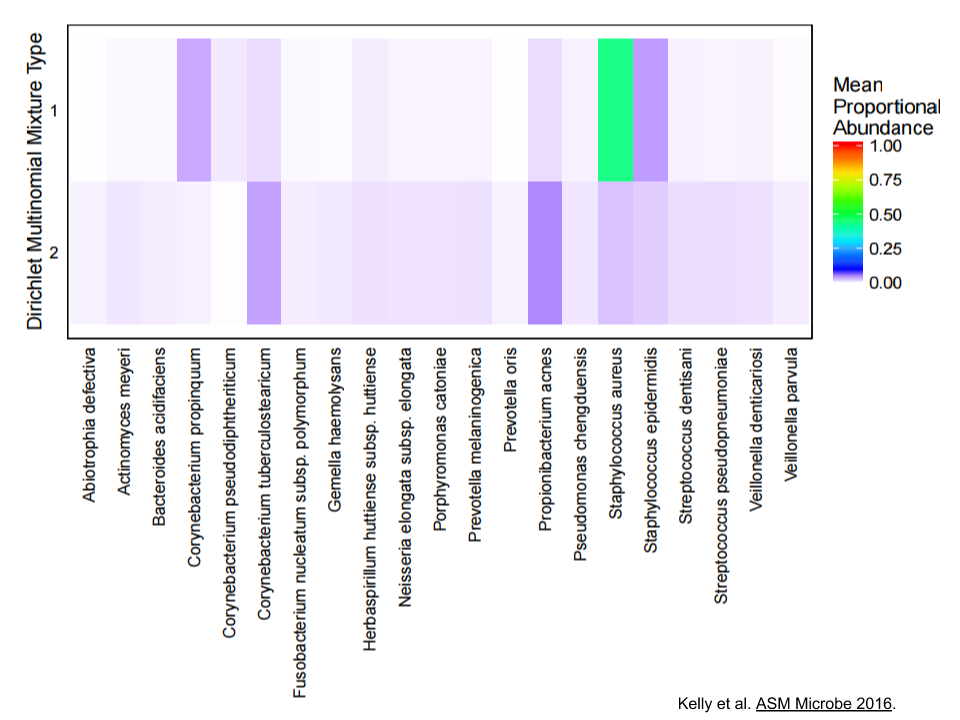 Dirichlet Multinomial Mixture Type
1
2
Mean
Proportional
Abundance
1.00
0.75
0.50
0.25
0.00
Abiotrophia defectiva
Actinomyces meyeri
Bacteroides acidifaciens
Corynebacterium propinquum
Corynebacterium pseudodiphtheriticum
Corynebacterium tuberculostearicum
Fusobacterium nucleatum subsp. polymorphum
Gemella haemolysans
Herbaspirillum huttiense subsp. huttiense
Neisseria elongata subsp. elongata
Porphyromonas catoniae
Prevotella melaninogenica
Prevotella oris
Propionibacterium acnes
Pseudomonas chengduensis
Staphylococcus aureus
Staphylococcus epidermidis
Streptococcus dentisani
Streptococcus pseudopneumoniae
Veillonella denticariosi
Veillonella parvula
Kelly et al. ASM Microbe 2016.